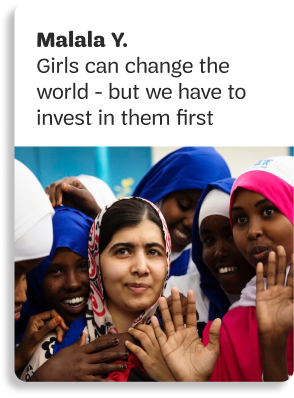 Malala Y.
Girls can change the
world - but we have to
invest in them first